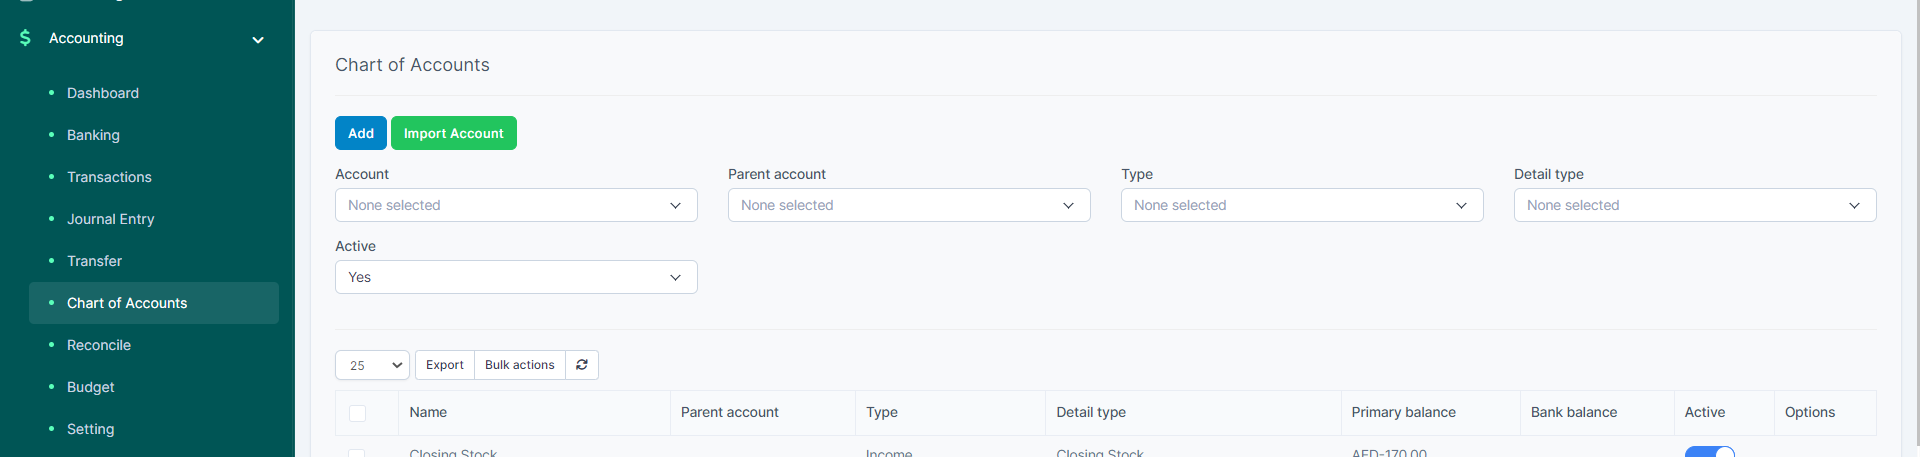 Accounting
Dashboard
Banking
Transactions
Journal Entry
Transfer
Chart of Accounts
Reconcile
Budget
Setting
Chart of Accounts
Add Import Account
Account Parent account Type Detail type
None selected None selected None selected None selected
Active
Yes
25 Export Bulk actions
Name Parent account Type Detail type Primary balance Bank balance Active Options
Closing Stock Income Closing Stock AED-170.00